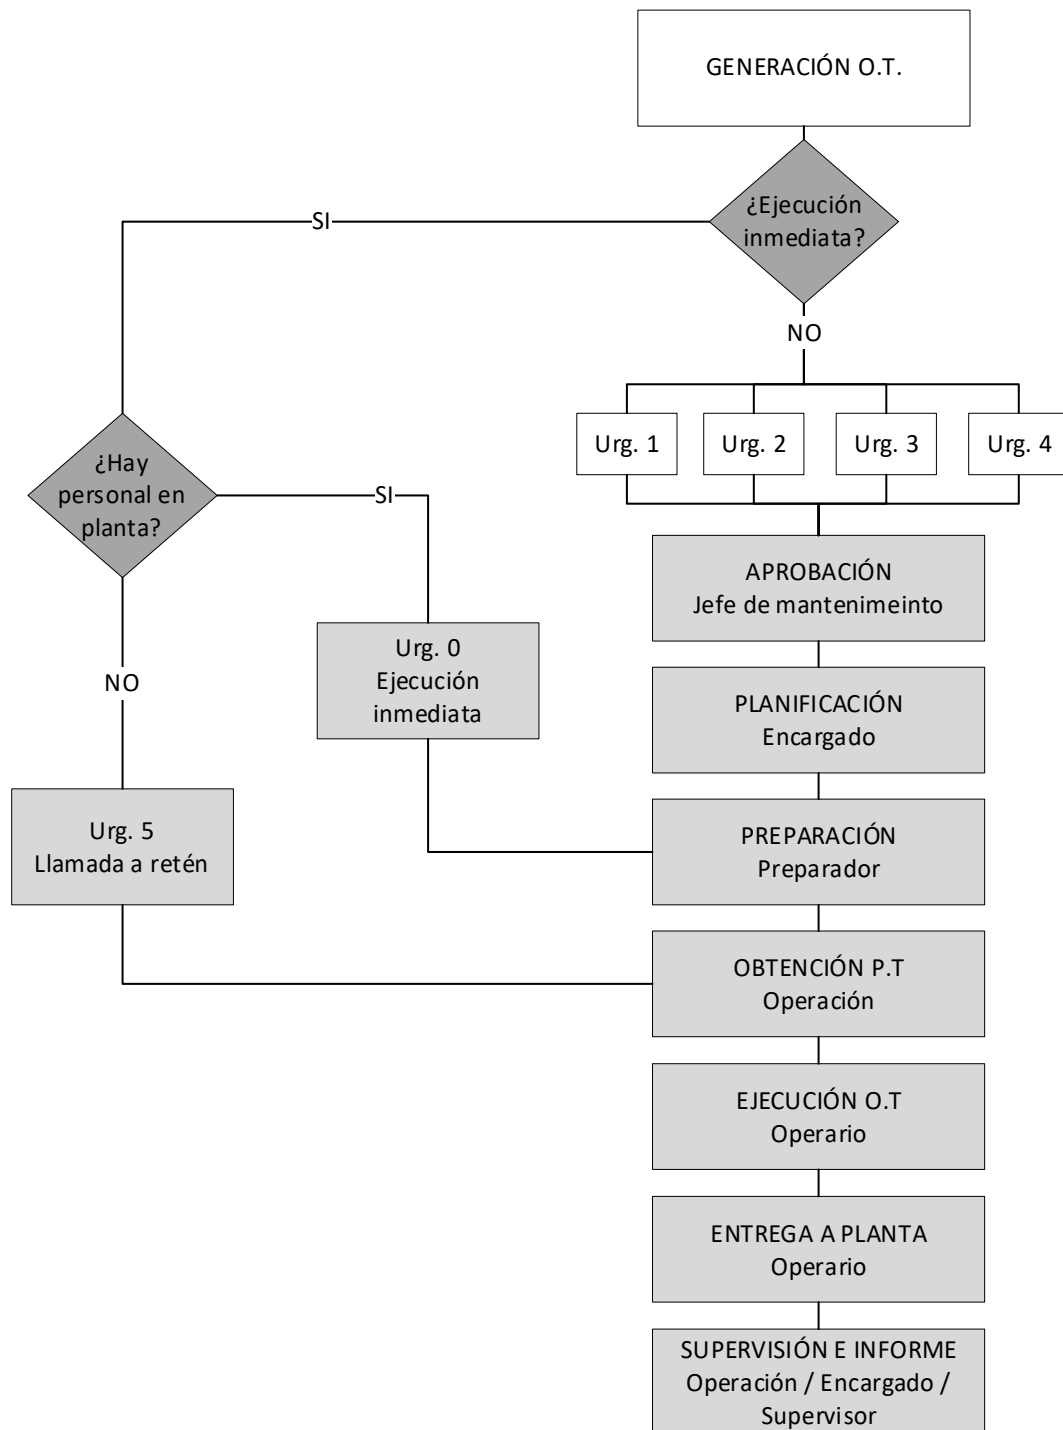 GENERACIÓN O.T.
¿Ejecución
inmediata?
SI
NO
Urg. 1
Urg. 2
Urg. 3
Urg. 4
¿Hay
personal en
planta?
SI
NO
APROBACIÓN
Jefe de mantenimeinto
Urg. 0
Ejecución
inmediata
PLANIFICACIÓN
Encargado
Urg. 5
Llamada a retén
PREPARACIÓN
Preparador
OBTENCIÓN P.T
Operación
EJECUCIÓN O.T
Operario
ENTREGA A PLANTA
Operario
SUPERVISIÓN E INFORME
Operación / Encargado /
Supervisor